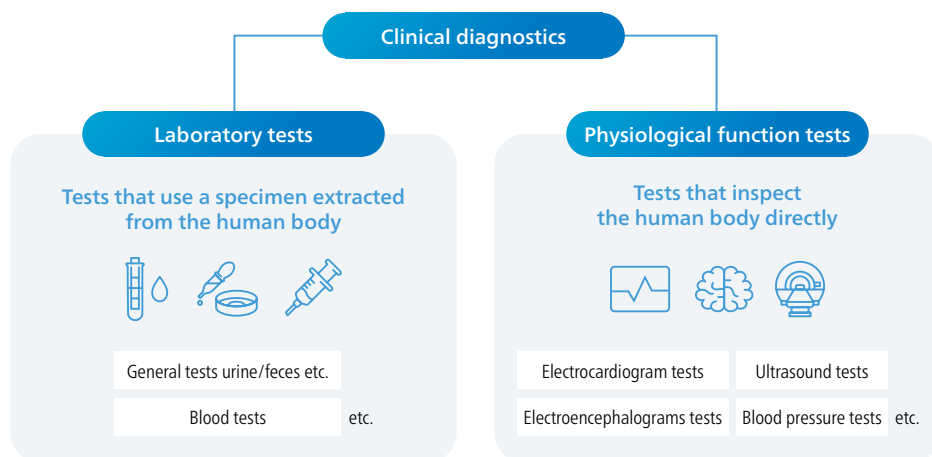 Clinical diagnostics
Laboratory tests
Tests that use a specimen extracted
from the human body
General tests urine/feces etc.
Blood tests
etc.
Physiological function tests
Tests that inspect
the human body directly
Electrocardiogram tests
Ultrasound tests
Electroencephalograms tests
Blood pressure tests
etc.